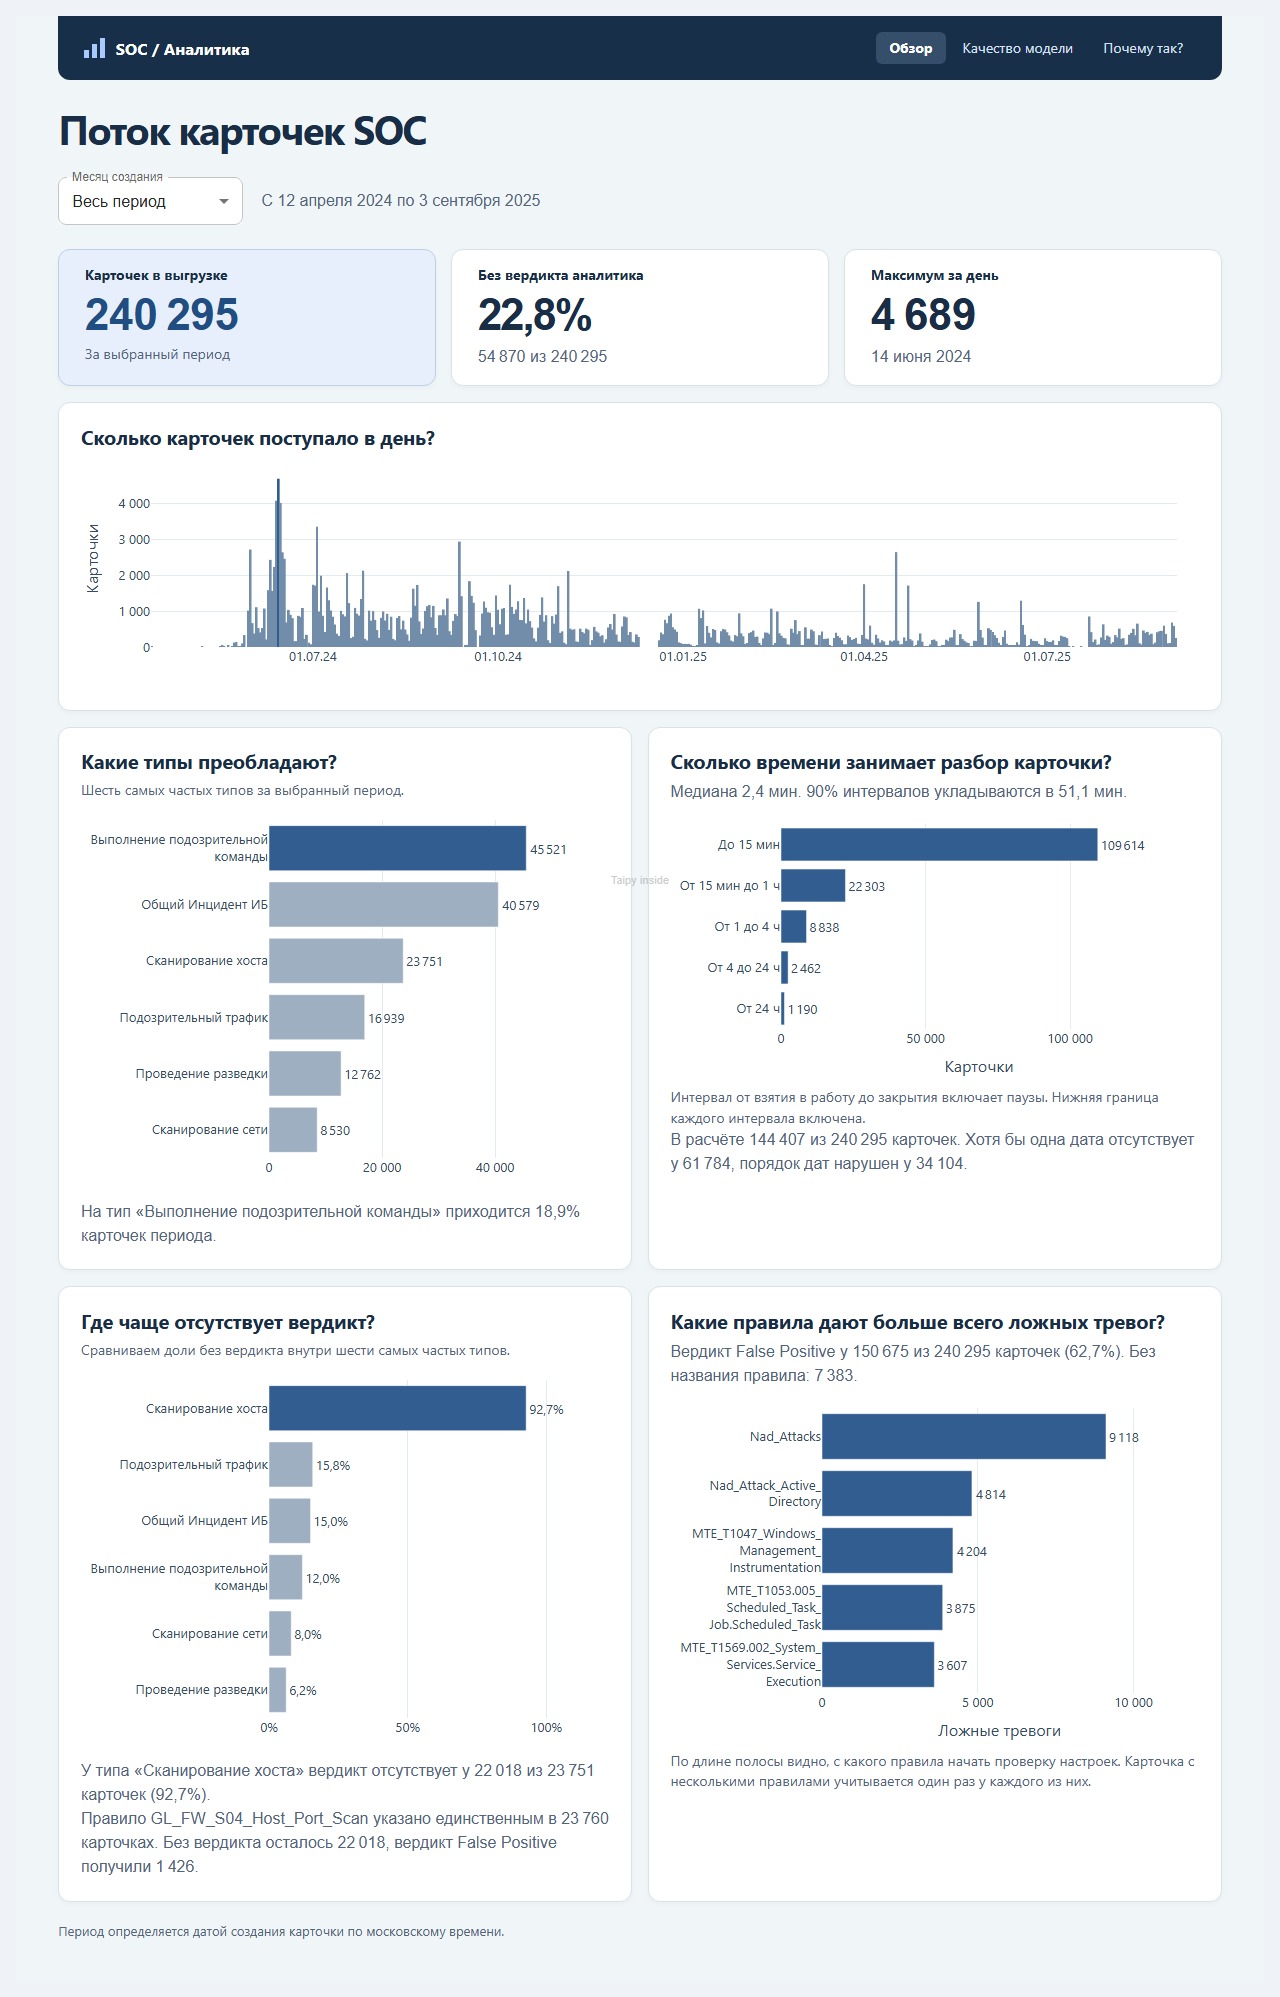 SOC / Аналитика
Обзор
Качество модели
Почему так?
Поток карточек SOC
Месяц создания
Весь период
С 12 апреля 2024 по 3 сентября 2025
Карточек в выгрузке
240 295
За выбранный период
Без вердикта аналитика
22,8%
54 870 из 240 295
Максимум за день
4 689
14 июня 2024
Сколько карточек поступало в день?
Карточки
4 000
3 000
2 000
1 000
0
01.07.24
01.10.24
01.01.25
01.04.25
01.07.25
Какие типы преобладают?
Шесть самых частых типов за выбранный период.
Выполнение подозрительной
команды
45 521
Общий Инцидент ИБ
40 579
Сканирование хоста
23 751
Подозрительный трафик
16 939
Проведение разведки
12 762
Сканирование сети
8 530
0
20 000
40 000
На тип «Выполнение подозрительной команды» приходится 18,9%
карточек периода.
Taipy inside
Сколько времени занимает разбор карточки?
Медиана 2,4 мин. 90% интервалов укладываются в 51,1 мин.
До 15 мин
109 614
От 15 мин до 1 ч
22 303
От 1 до 4 ч
8 838
От 4 до 24 ч
2 462
От 24 ч
1 190
0
50 000
100 000
Карточки
Интервал от взятия в работу до закрытия включает паузы. Нижняя граница
каждого интервала включена.
В расчёте 144 407 из 240 295 карточек. Хотя бы одна дата отсутствует
у 61 784, порядок дат нарушен у 34 104.
Где чаще отсутствует вердикт?
Сравниваем доли без вердикта внутри шести самых частых типов.
Сканирование хоста
92,7%
Подозрительный трафик
15,8%
Общий Инцидент ИБ
15,0%
Выполнение подозрительной
команды
12,0%
Сканирование сети
8,0%
Проведение разведки
6,2%
0%
50%
100%
У типа «Сканирование хоста» вердикт отсутствует у 22 018 из 23 751
карточек (92,7%).
Правило GL_FW_S04_Host_Port_Scan указано единственным в 23 760
карточках. Без вердикта осталось 22 018, вердикт False Positive
получили 1 426.
Какие правила дают больше всего ложных тревог?
Вердикт False Positive у 150 675 из 240 295 карточек (62,7%). Без
названия правила: 7 383.
Nad_Attacks
9 118
Nad_Attack_Active_
Directory
4 814
MTE_T1047_Windows_
Management_
Instrumentation
4 204
MTE_T1053.005_
Scheduled_Task_
Job.Scheduled_Task
3 875
MTE_T1569.002_System_
Services.Service_
Execution
3 607
0
5 000
10 000
Ложные тревоги
По длине полосы видно, с какого правила начать проверку настроек. Карточка с
несколькими правилами учитывается один раз у каждого из них.
Период определяется датой создания карточки по московскому времени.